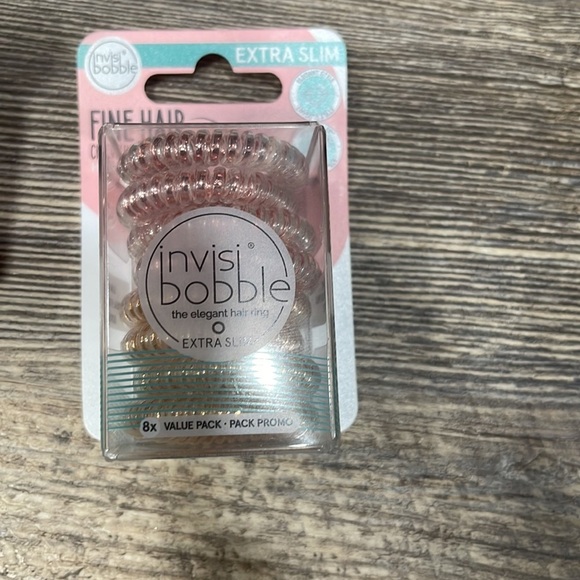 invisi
bobble
EXTRA SLIM
FINE HAIR
invisi®
bobble
the elegant hair ring
EXTRA SLIM
8x VALUE PACK • PACK PROMO